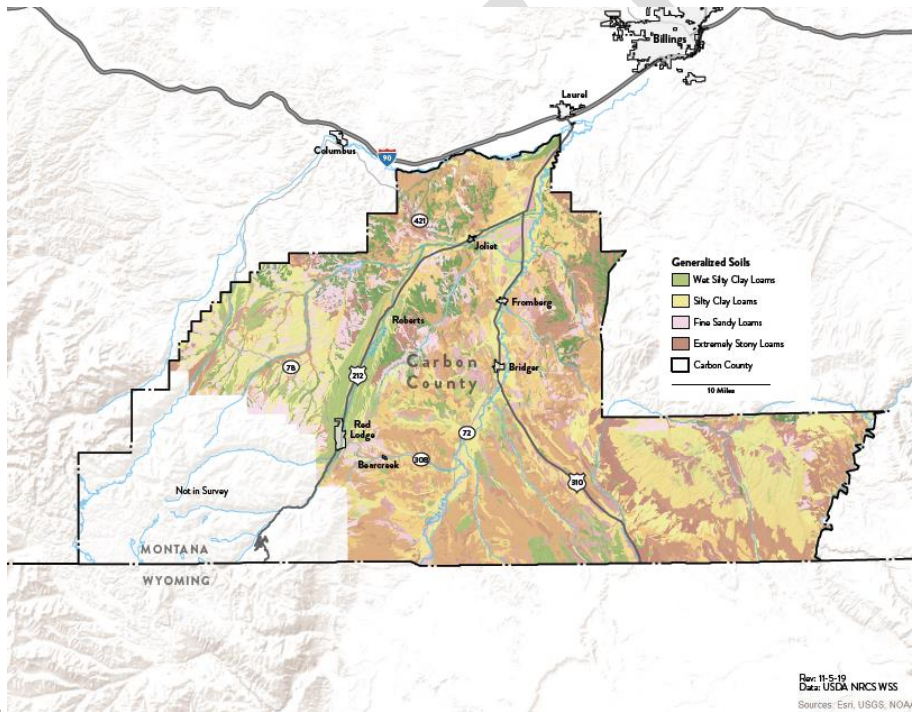 Billings
Laurel
Columbus
90
421
Joliet
Generalized Soils
Wet Silty Clay Loams
Silty Clay Loams
Fine Sandy Loams
Extremely Stony Loams
Carbon County
10 Miles
Fromberg
Roberts
Carbon
County
78
212
Bridger
Red
Lodge
72
Bearcreek
308
310
Not in Survey
MONTANA
WYOMING
Rev: 11-5-19
Data: USDA NRCS WSS
Sources: Esri, USGS, NOAA